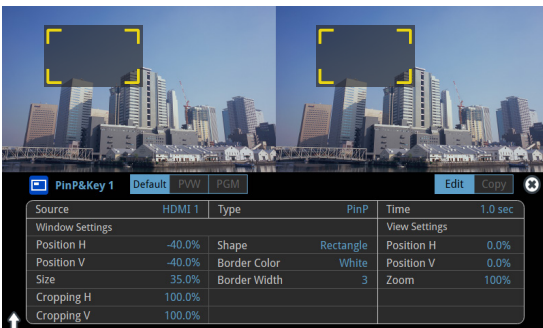 PinP&Key 1 Default PVW PGM Edit Copy
Source HDMI 1 Type PinP Time 1.0 sec
Window Settings View Settings
Position H -40.0% Shape Rectangle Position H 0.0%
Position V -40.0% Border Color White Position V 0.0%
Size 35.0% Border Width 3 Zoom 100%
Cropping H 100.0%
Cropping V 100.0%